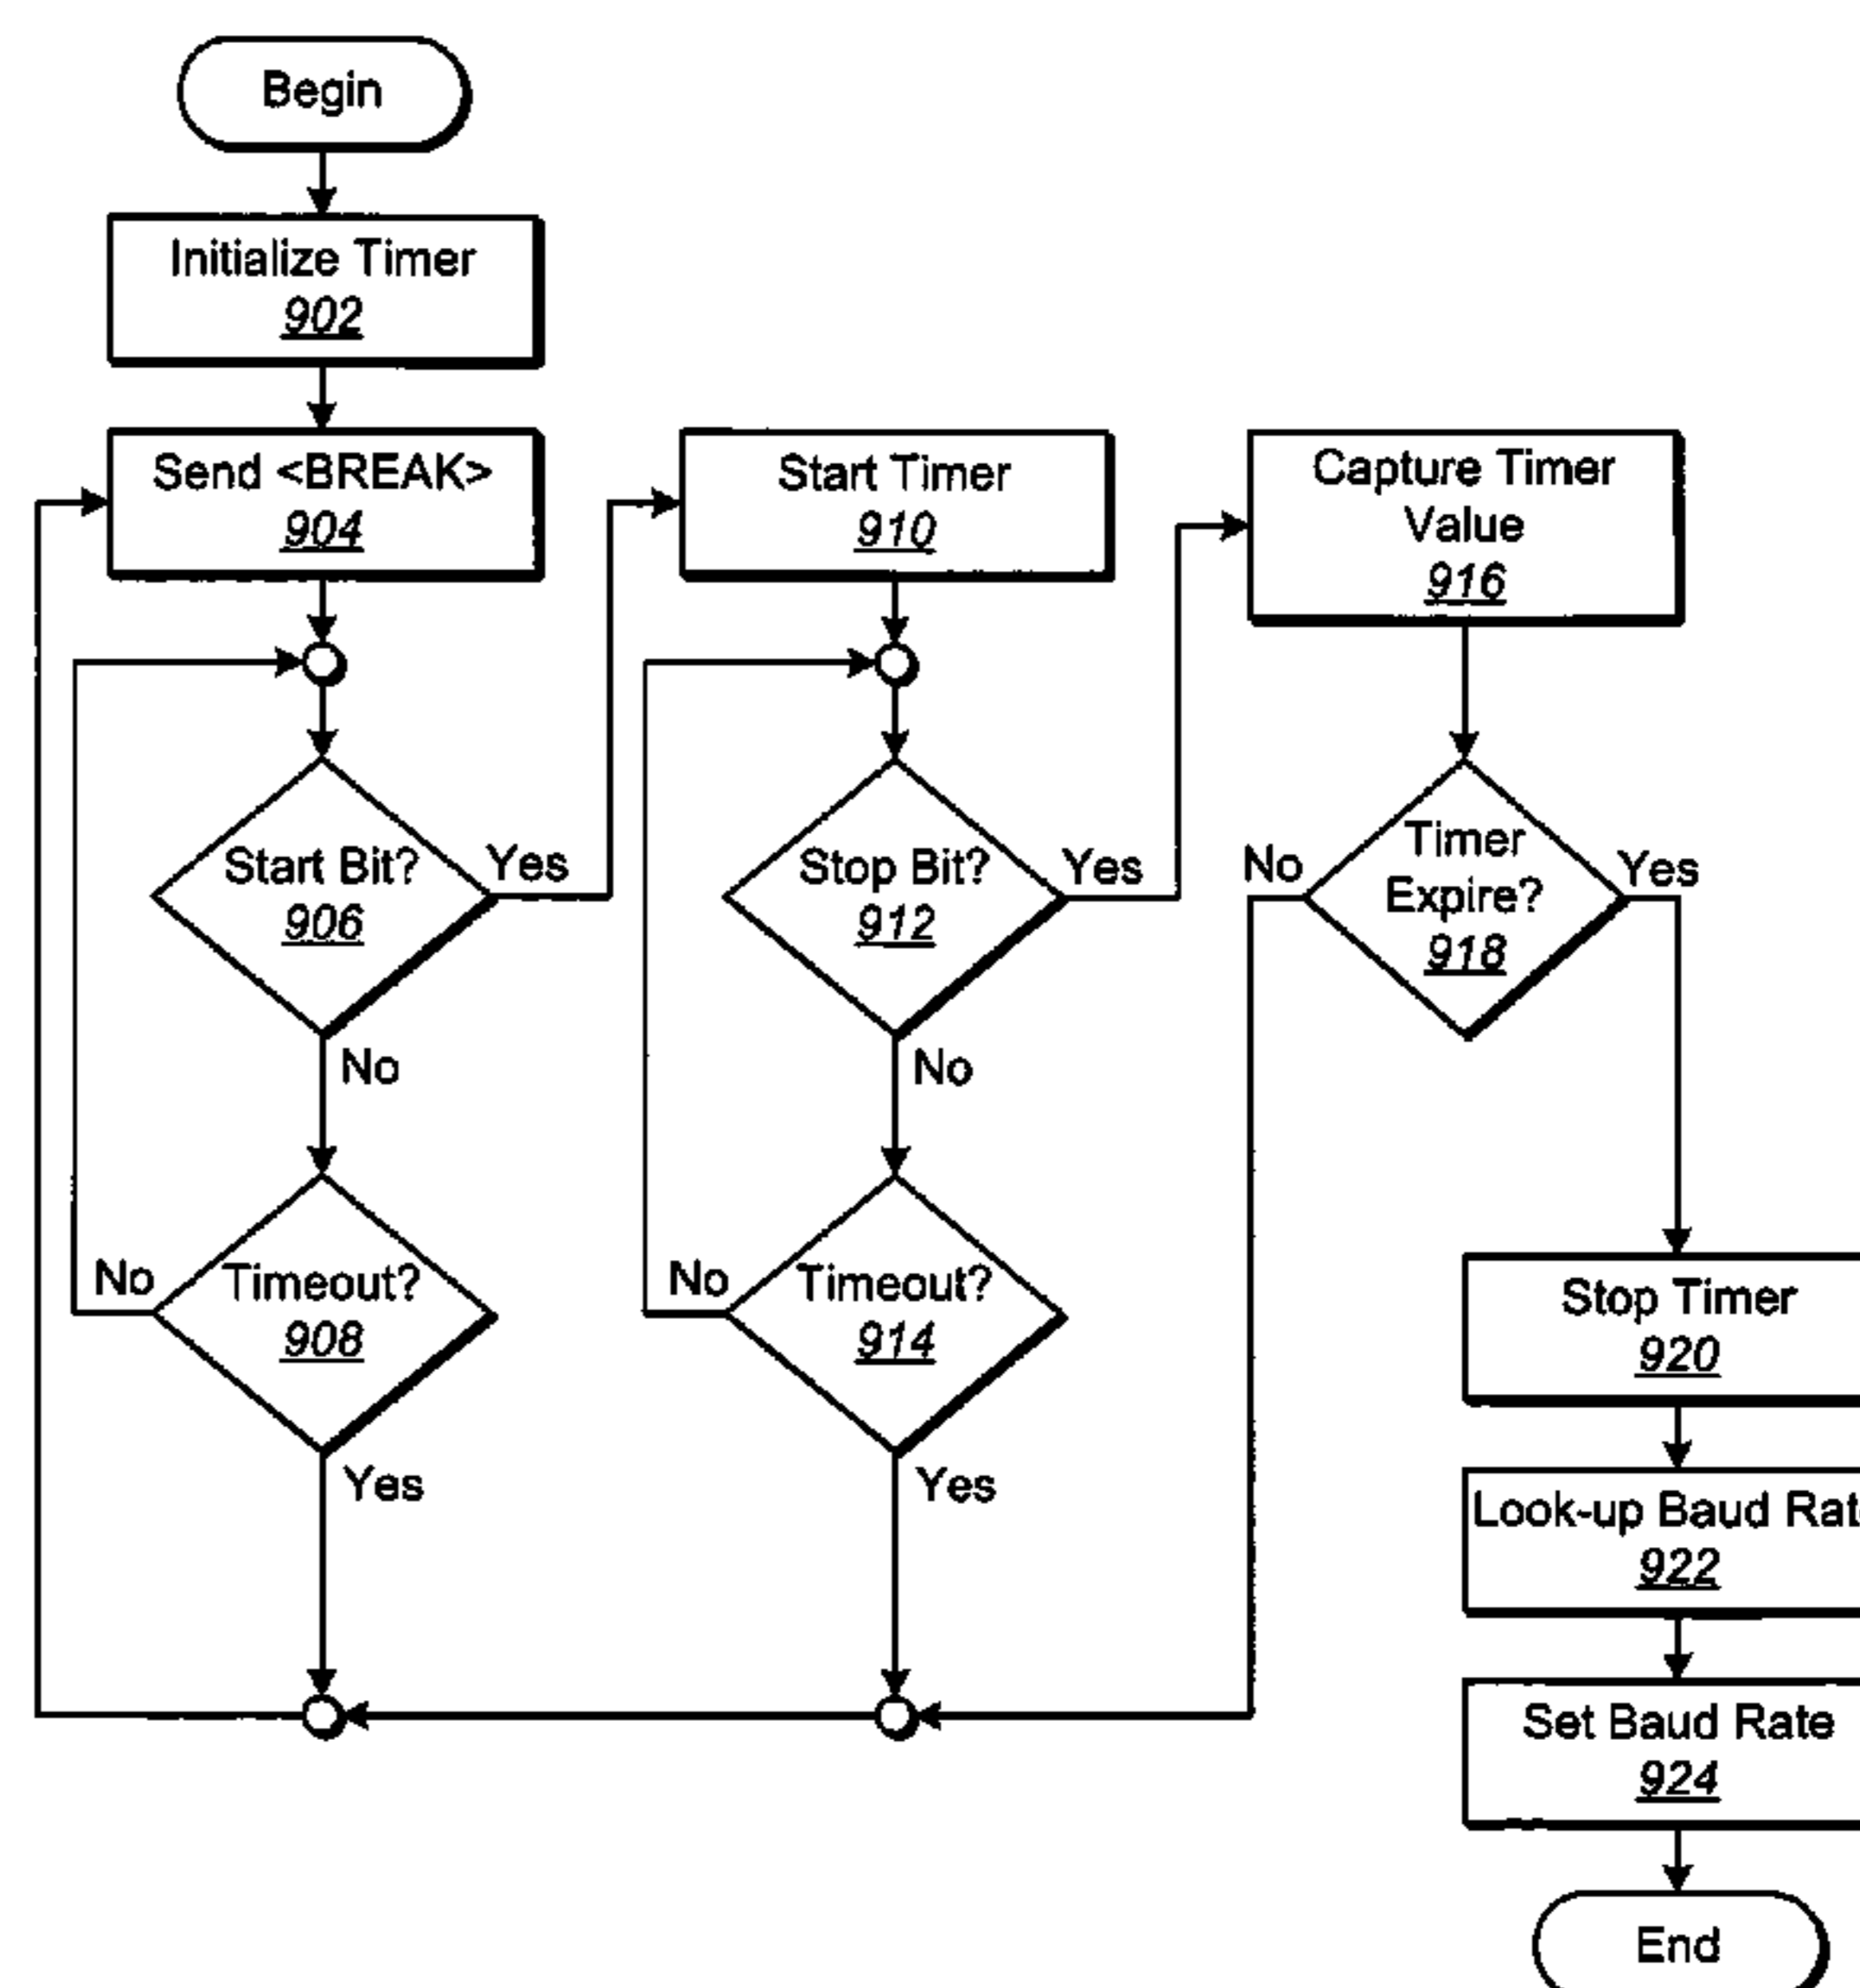 Begin
Initialize Timer
902
Send <BREAK>
904
Start Bit?
906
Yes
No
Timeout?
908
No
Yes
Start Timer
910
Stop Bit?
912
Yes
No
Timeout?
914
No
Yes
Capture Timer
Value
916
Timer
Expire?
918
No
Yes
Stop Timer
920
Look-up Baud
922
Set Baud Rate
924
End